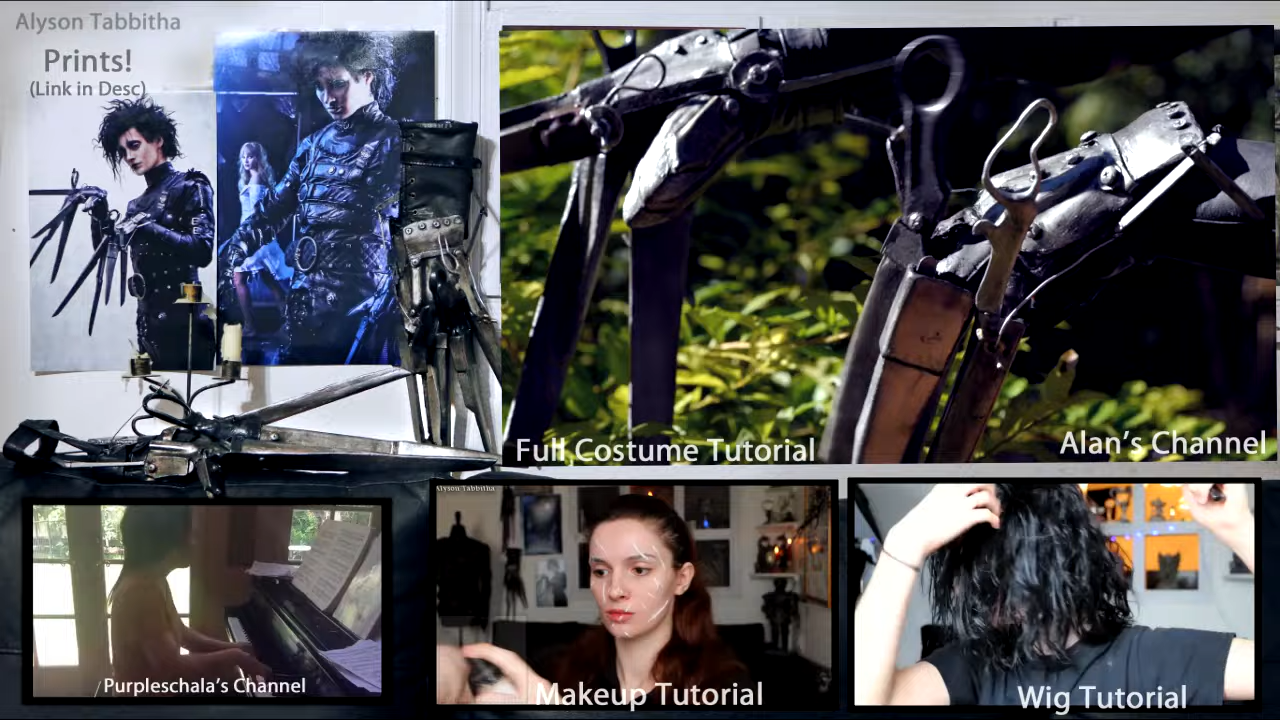 Alyson Tabbitha
Prints!
(Link in Desc)
Full Costume Tutorial
Alan's Channel
Purpleschala's Channel
Alyson Tabbitha
Makeup Tutorial
Wig Tutorial